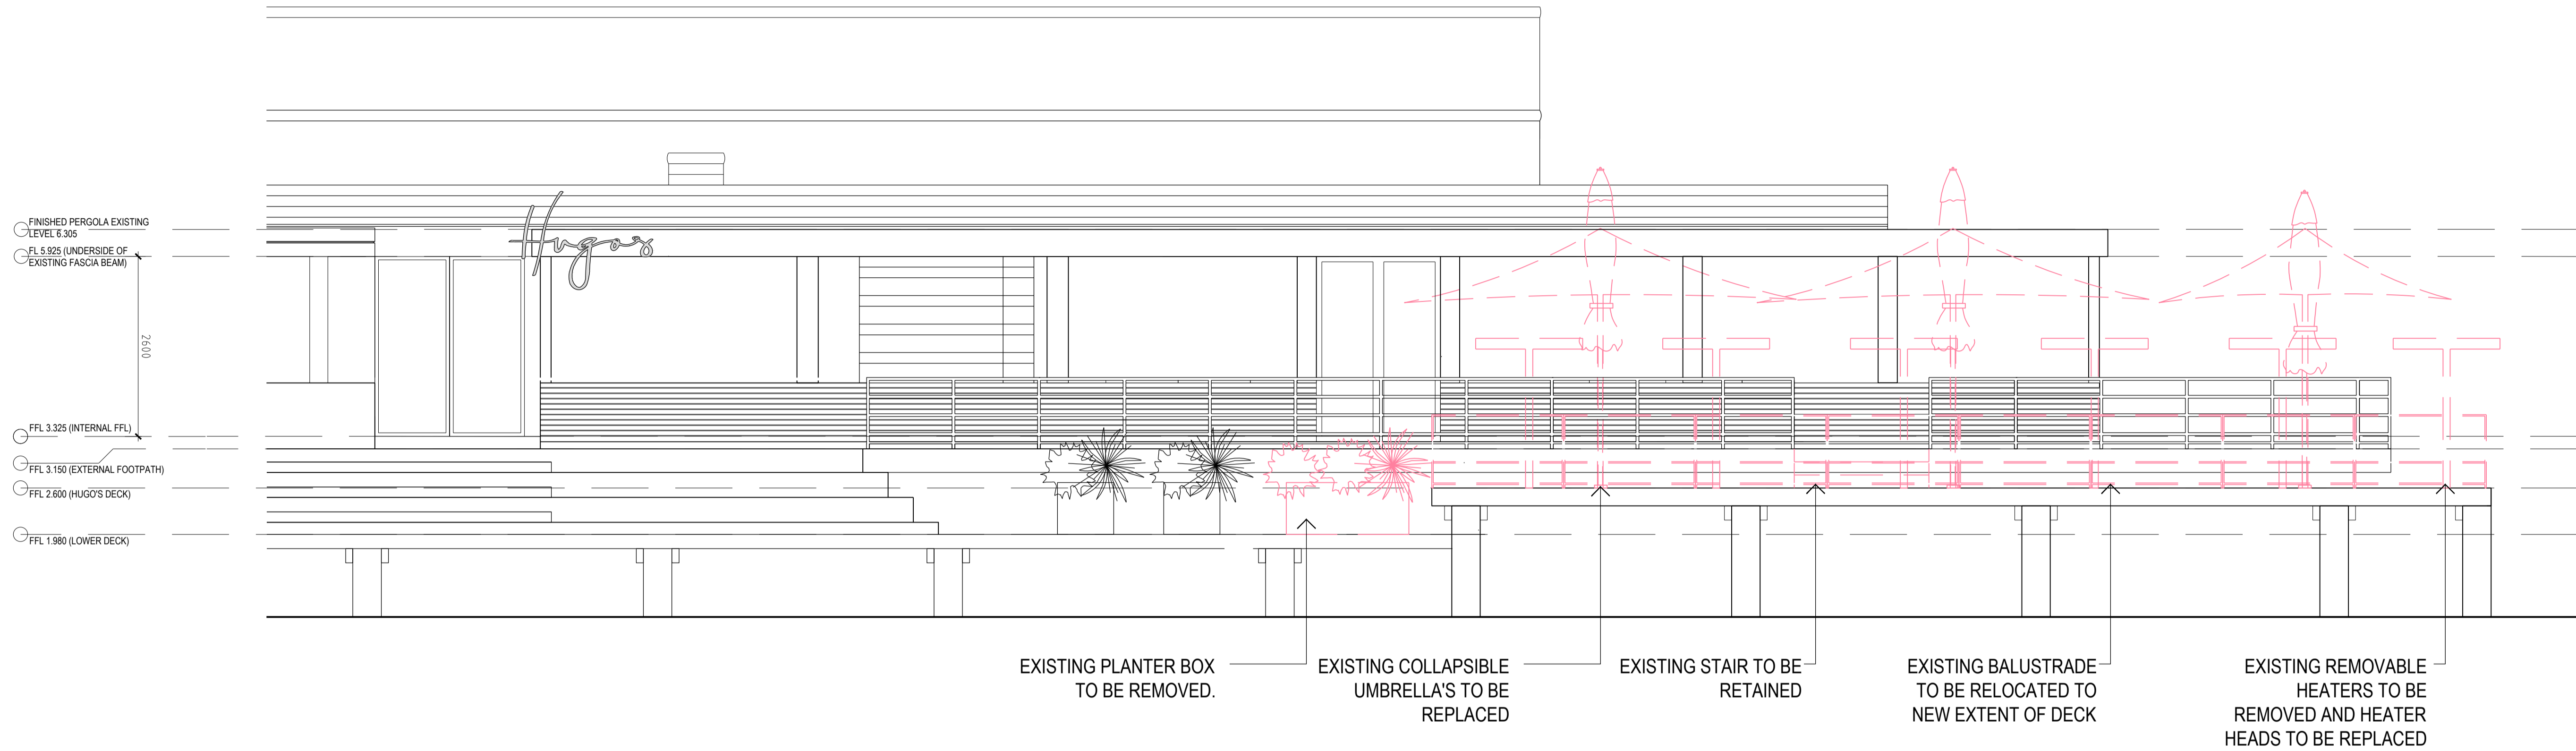 Hugo's
FINISHED PERGOLA EXISTING
LEVEL 6.305
FL 5.925 (UNDERSIDE OF
EXISTING FASCIA BEAM)
2600
FFL 3.325 (INTERNAL FFL)
FFL 3.150 (EXTERNAL FOOTPATH)
FFL 2.600 (HUGO'S DECK)
FFL 1.980 (LOWER DECK)
EXISTING PLANTER BOX
TO BE REMOVED.
EXISTING COLLAPSIBLE
UMBRELLA'S TO BE
REPLACED
EXISTING STAIR TO BE
RETAINED
EXISTING BALUSTRADE
TO BE RELOCATED TO
NEW EXTENT OF DECK
EXISTING REMOVABLE
HEATERS TO BE
REMOVED AND HEATER
HEADS TO BE REPLACED